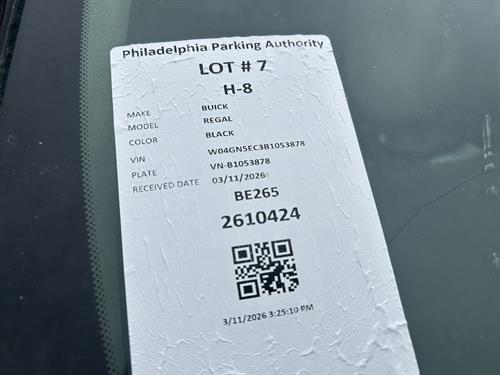 Philadelphia Parking Authority
LOT # 7
H-8
MAKE BUICK
MODEL REGAL
COLOR BLACK
VIN W04GN5EC3B1053878
PLATE VN-B1053878
RECEIVED DATE 03/11/2026
BE265
2610424
3/11/2026 3:25:10 PM